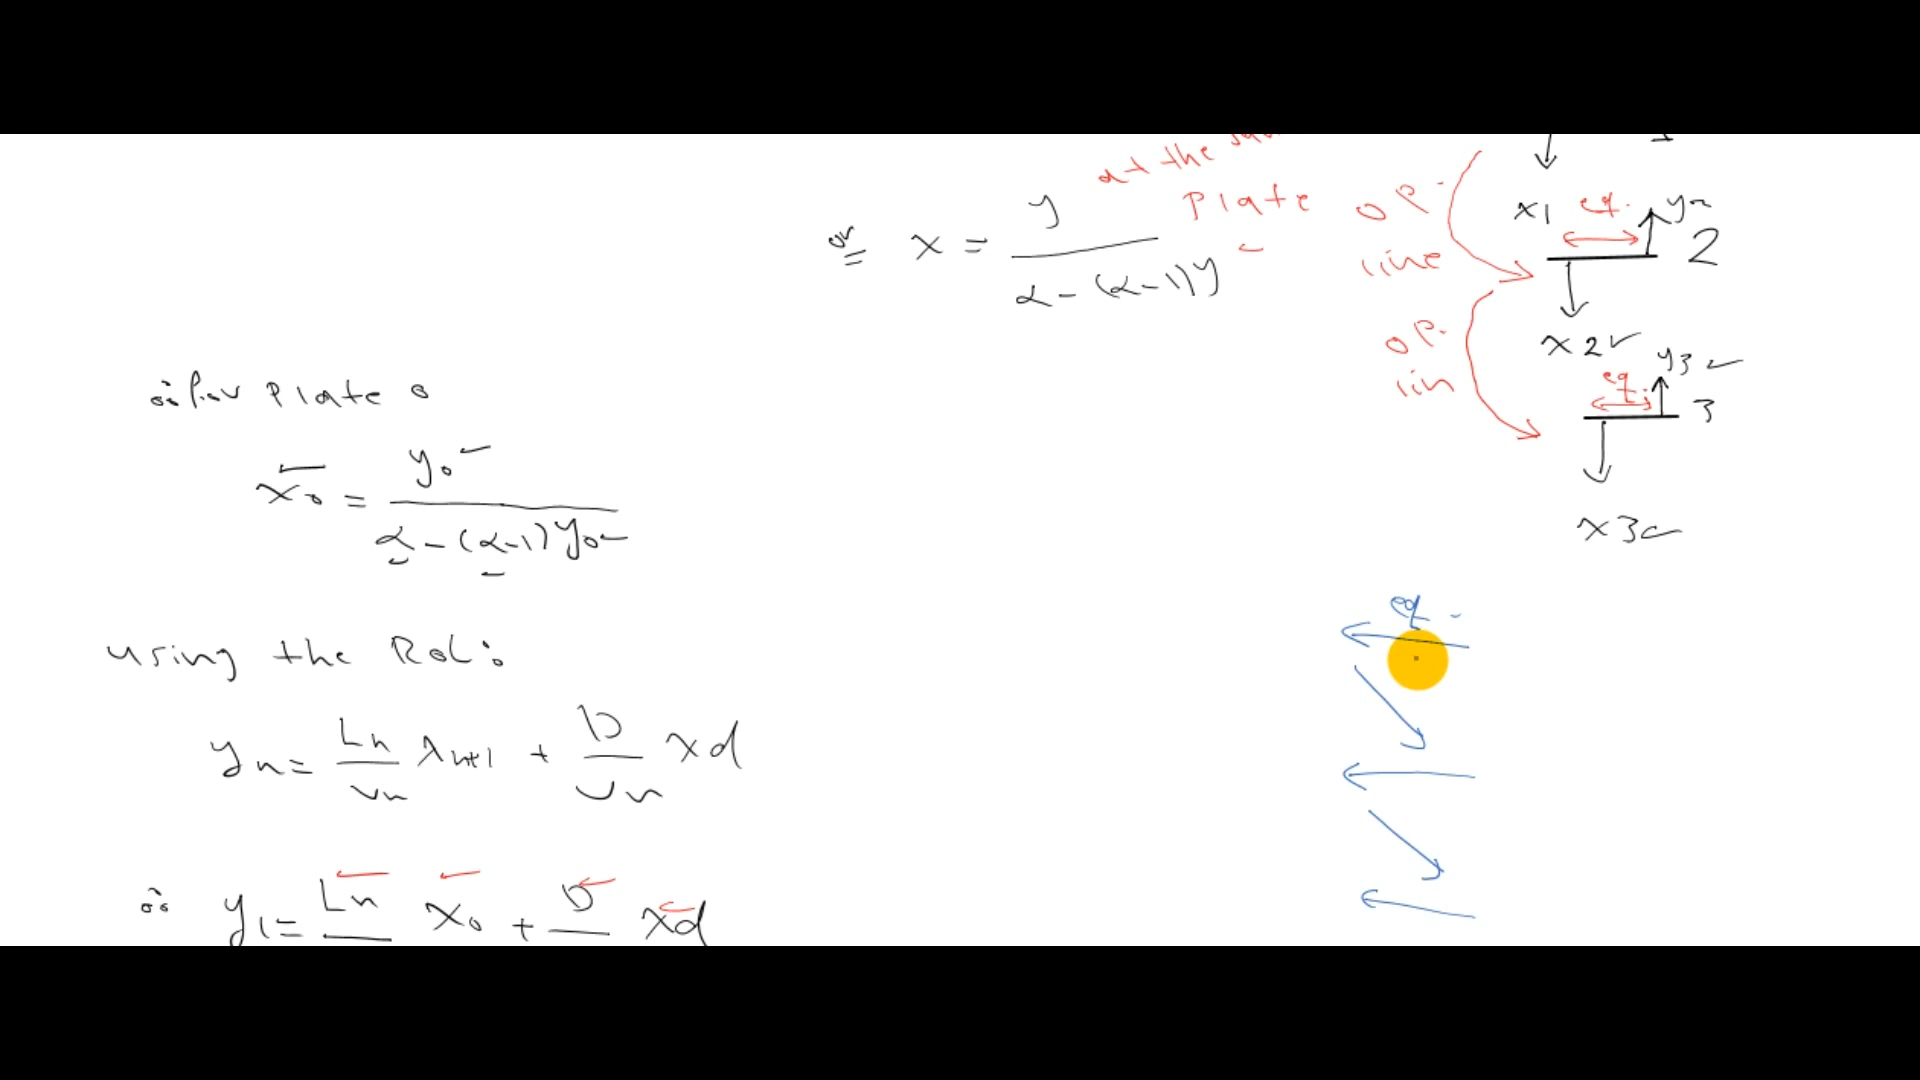 at the
Plate
or x = y / α - (α-1)y
op. line
x1 eq. y2
2
x2
op. lin
y3
eq.
3
x3
∴ for Plate 0
x0 = y0 / α - (α-1) y0
using the ROL:
yn = Ln/Vn xn+1 + D/Vn xd
∴ y1 = Ln x0 + D xd
eq.